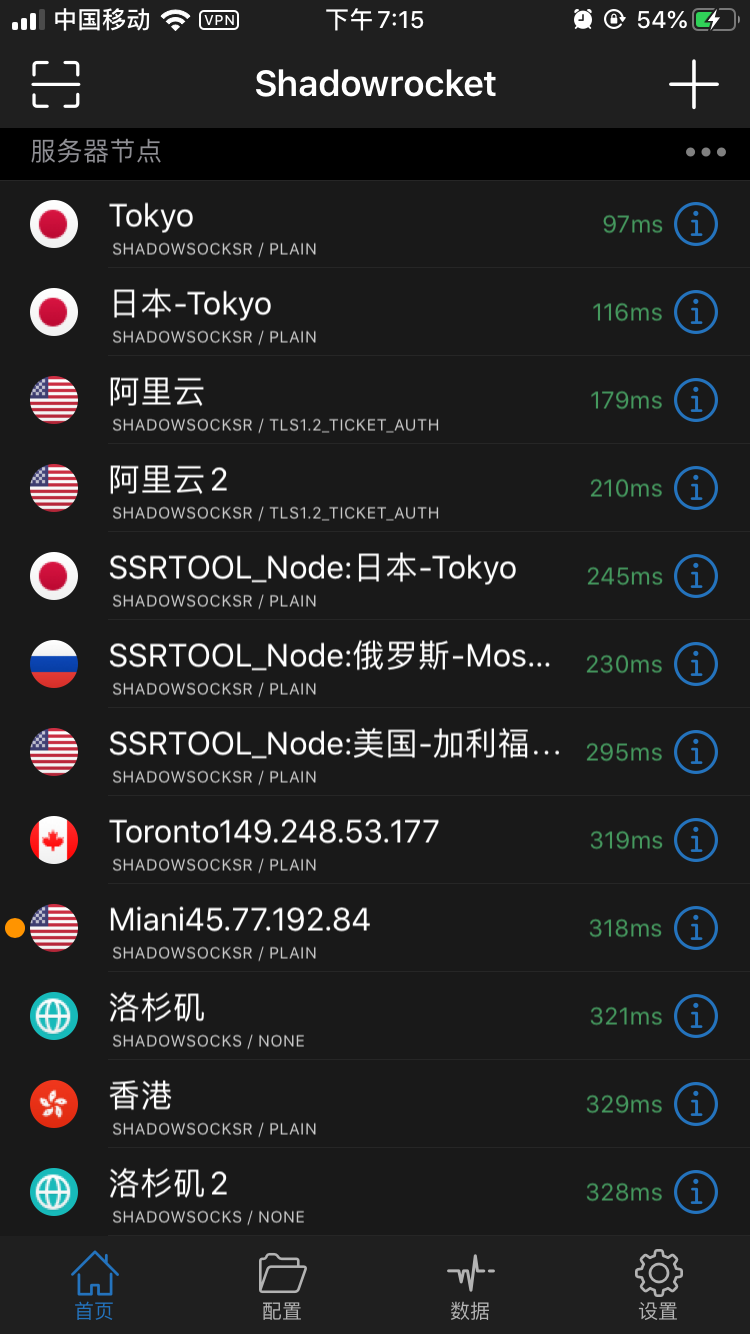 中国移动 VPN 下午7:15 54%
Shadowrocket
服务器节点
Tokyo
97ms
SHADOWSOCKSR / PLAIN
日本-Tokyo
116ms
SHADOWSOCKSR / PLAIN
阿里云
179ms
SHADOWSOCKSR / TLS1.2_TICKET_AUTH
阿里云2
210ms
SHADOWSOCKSR / TLS1.2_TICKET_AUTH
SSRTOOL_Node:日本-Tokyo
245ms
SHADOWSOCKSR / PLAIN
SSRTOOL_Node:俄罗斯-Mos...
230ms
SHADOWSOCKSR / PLAIN
SSRTOOL_Node:美国-加利福...
295ms
SHADOWSOCKSR / PLAIN
Toronto149.248.53.177
319ms
SHADOWSOCKSR / PLAIN
Miani45.77.192.84
318ms
SHADOWSOCKSR / PLAIN
洛杉矶
321ms
SHADOWSOCKS / NONE
香港
329ms
SHADOWSOCKSR / PLAIN
洛杉矶2
328ms
SHADOWSOCKS / NONE
首页 配置 数据 设置